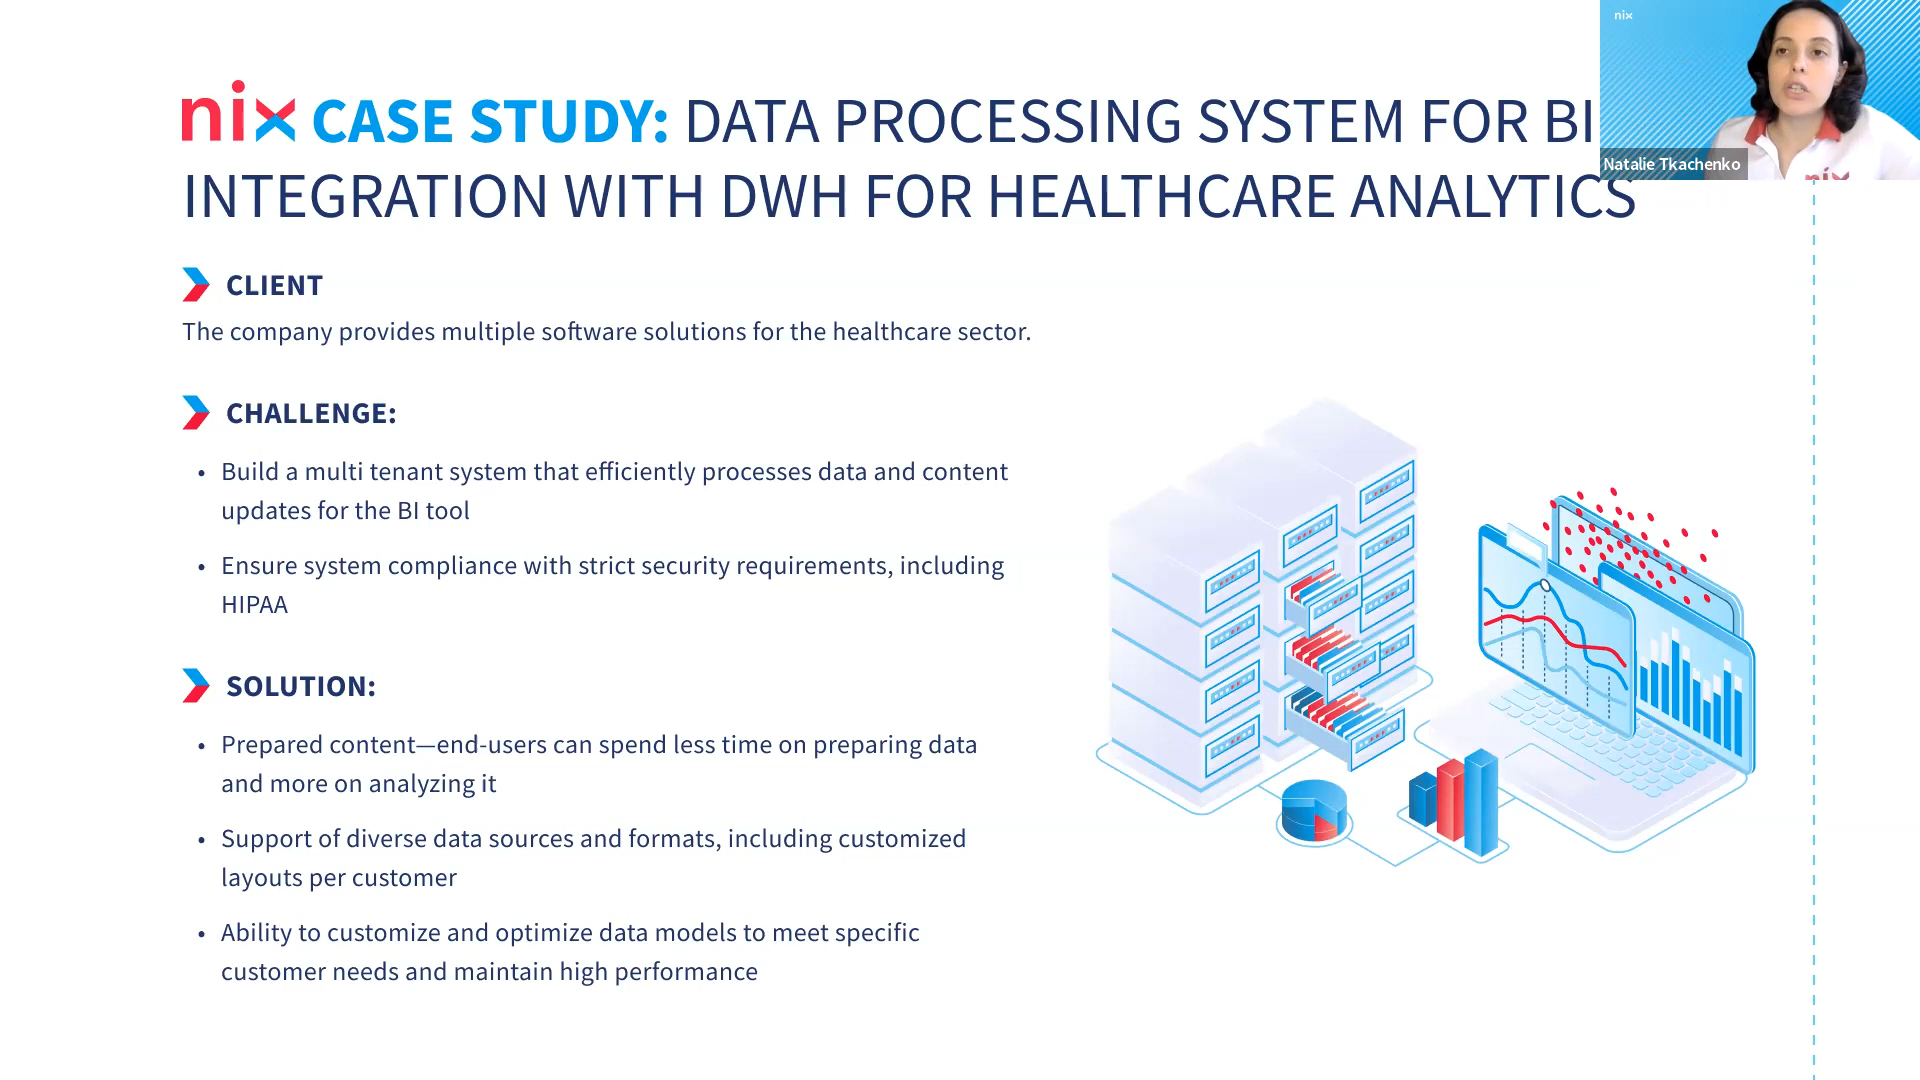 nix
nix CASE STUDY: DATA PROCESSING SYSTEM FOR BI
INTEGRATION WITH DWH FOR HEALTHCARE ANALYTICS
Natalie Tkachenko
nix
CLIENT
The company provides multiple software solutions for the healthcare sector.
CHALLENGE:
• Build a multi tenant system that efficiently processes data and content
updates for the BI tool
• Ensure system compliance with strict security requirements, including
HIPAA
SOLUTION:
• Prepared content—end-users can spend less time on preparing data
and more on analyzing it
• Support of diverse data sources and formats, including customized
layouts per customer
• Ability to customize and optimize data models to meet specific
customer needs and maintain high performance